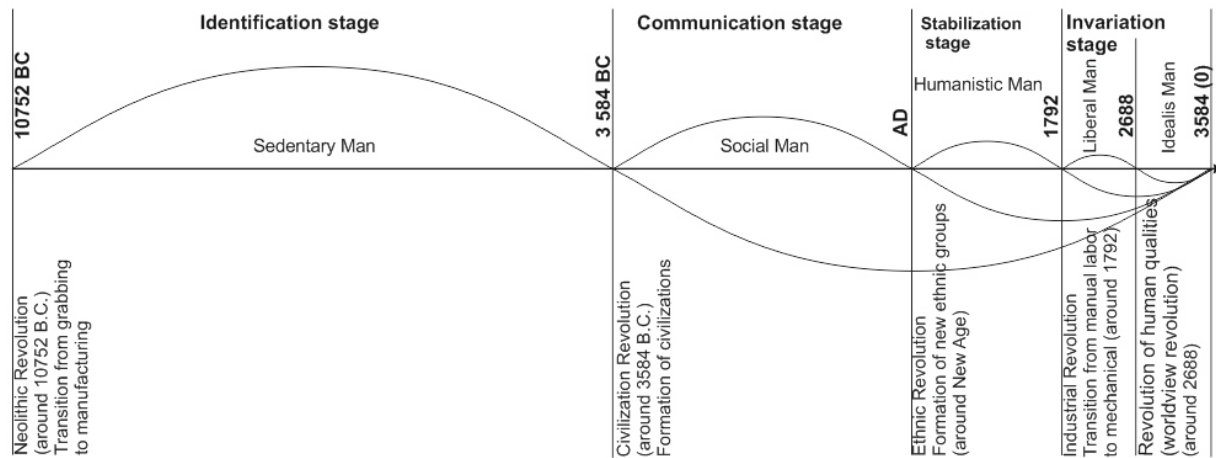 Identification stage
Communication stage
Stabilization
stage
Invariation
stage
10752 BC
Sedentary Man
3 584 BC
Social Man
AD
Humanistic Man
1792
Liberal Man
2688
Idealis Man
3584 (0)
Neolithic Revolution
(around 10752 B.C.)
Transition from grabbing
to manufacturing
Civilization Revolution
(around 3584 B.C.)
Formation of civilizations
Ethnic Revolution
Formation of new ethnic groups
(around New Age)
Industrial Revolution
Transition from manual labor
to mechanical (around 1792)
Revolution of human qualities
(worldview revolution)
(around 2688)